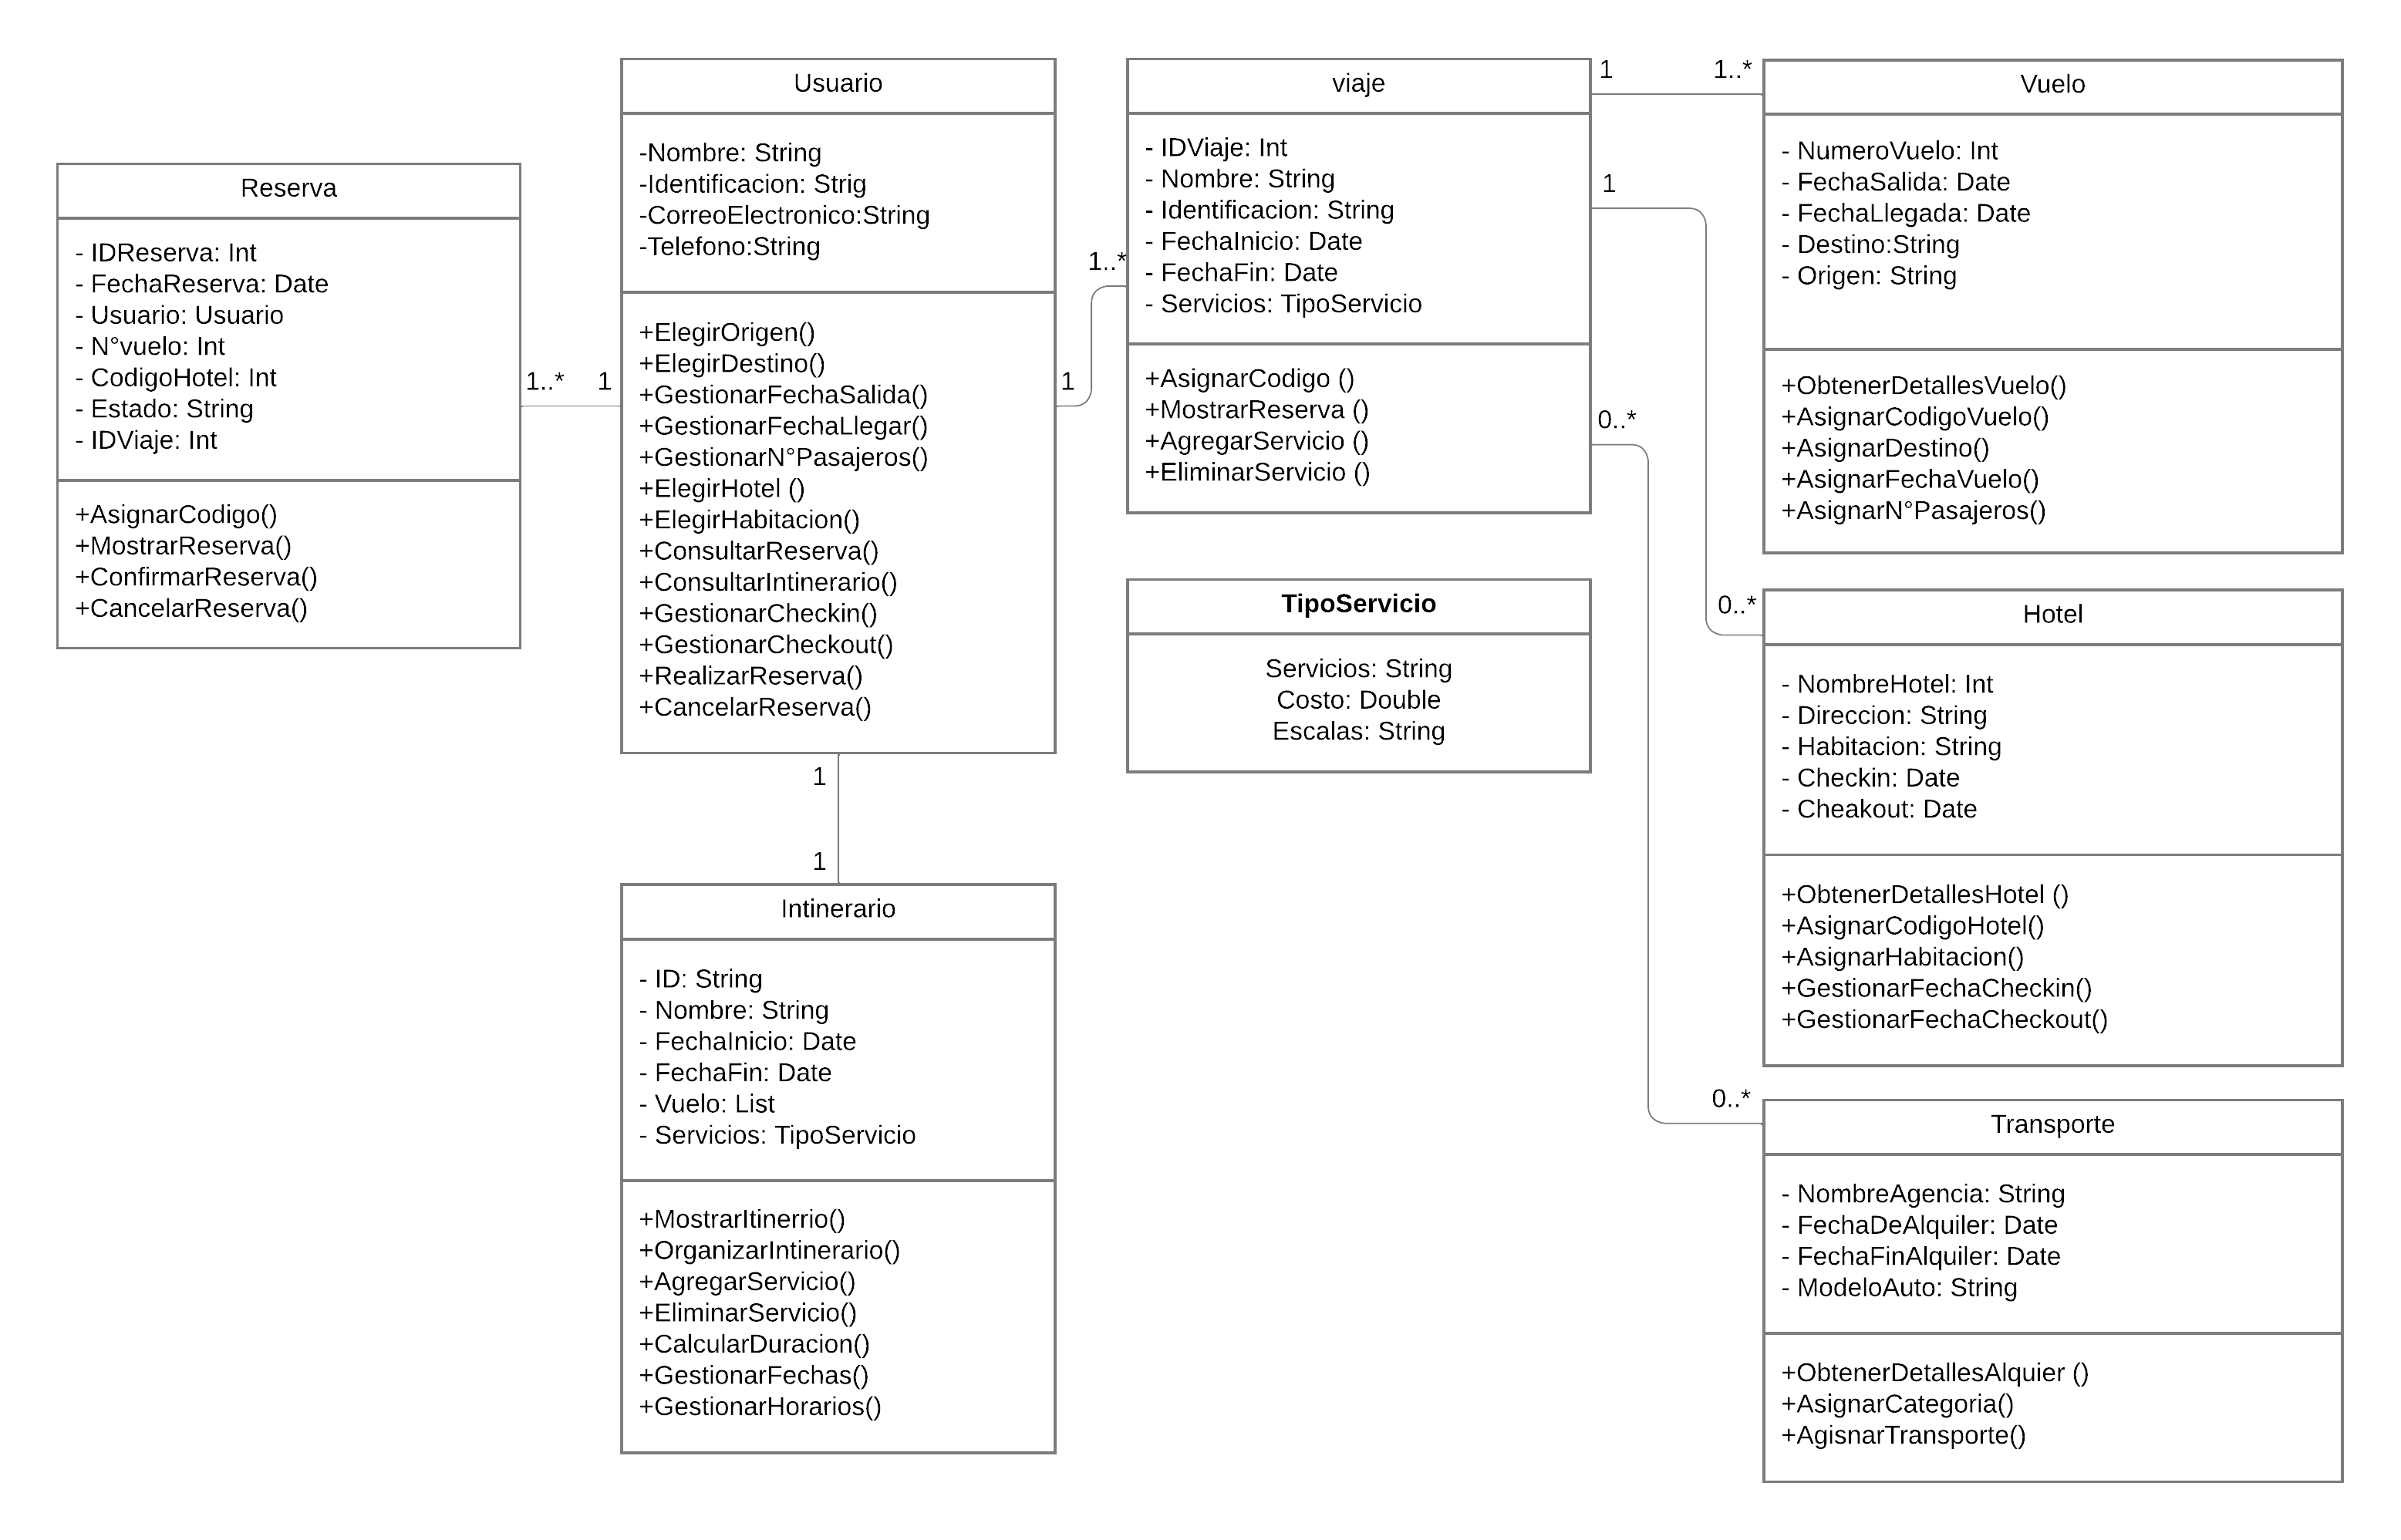 Reserva
- IDReserva: Int
- FechaReserva: Date
- Usuario: Usuario
- N°vuelo: Int
- CodigoHotel: Int
- Estado: String
- IDViaje: Int
+AsignarCodigo()
+MostrarReserva()
+ConfirmarReserva()
+CancelarReserva()
1..*
1
Usuario
-Nombre: String
-Identificacion: Strig
-CorreoElectronico:String
-Telefono:String
+ElegirOrigen()
+ElegirDestino()
+GestionarFechaSalida()
+GestionarFechaLlegar()
+GestionarN°Pasajeros()
+ElegirHotel ()
+ElegirHabitacion()
+ConsultarReserva()
+ConsultarIntinerario()
+GestionarCheckin()
+GestionarCheckout()
+RealizarReserva()
+CancelarReserva()
1
1
Intinerario
- ID: String
- Nombre: String
- FechaInicio: Date
- FechaFin: Date
- Vuelo: List
- Servicios: TipoServicio
+MostrarItinerrio()
+OrganizarIntinerario()
+AgregarServicio()
+EliminarServicio()
+CalcularDuracion()
+GestionarFechas()
+GestionarHorarios()
1
1..*
viaje
- IDViaje: Int
- Nombre: String
- Identificacion: String
- FechaInicio: Date
- FechaFin: Date
- Servicios: TipoServicio
+AsignarCodigo ()
+MostrarReserva ()
+AgregarServicio ()
+EliminarServicio ()
TipoServicio
Servicios: String
Costo: Double
Escalas: String
1
1..*
1
0..*
0..*
0..*
Vuelo
- NumeroVuelo: Int
- FechaSalida: Date
- FechaLlegada: Date
- Destino:String
- Origen: String
+ObtenerDetallesVuelo()
+AsignarCodigoVuelo()
+AsignarDestino()
+AsignarFechaVuelo()
+AsignarN°Pasajeros()
Hotel
- NombreHotel: Int
- Direccion: String
- Habitacion: String
- Checkin: Date
- Cheakout: Date
+ObtenerDetallesHotel ()
+AsignarCodigoHotel()
+AsignarHabitacion()
+GestionarFechaCheckin()
+GestionarFechaCheckout()
Transporte
- NombreAgencia: String
- FechaDeAlquiler: Date
- FechaFinAlquiler: Date
- ModeloAuto: String
+ObtenerDetallesAlquier ()
+AsignarCategoria()
+AgisnarTransporte()